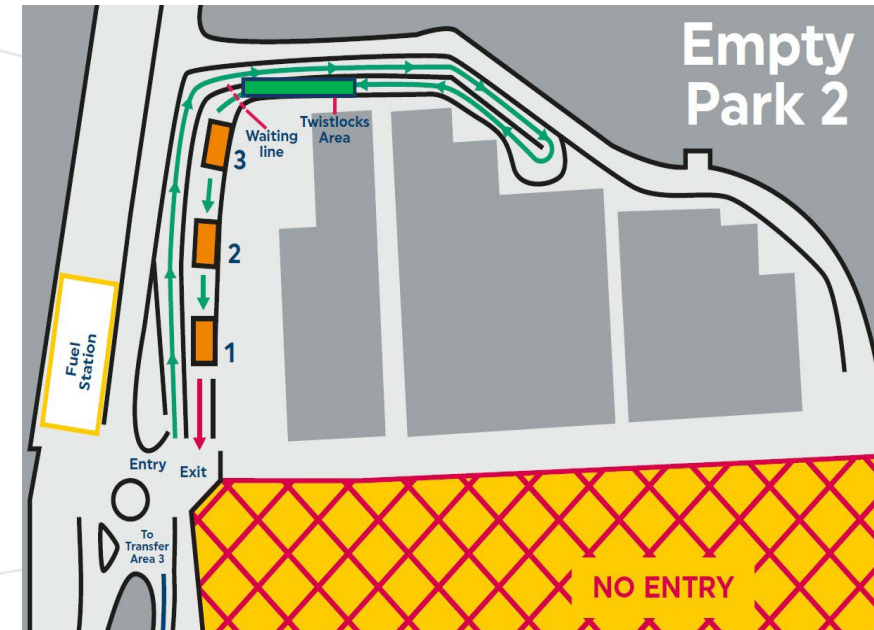 Empty
Park 2
Waiting
line
Twistlocks
Area
3
2
1
Fuel
Station
Entry
Exit
To
Transfer
Area 3
NO ENTRY